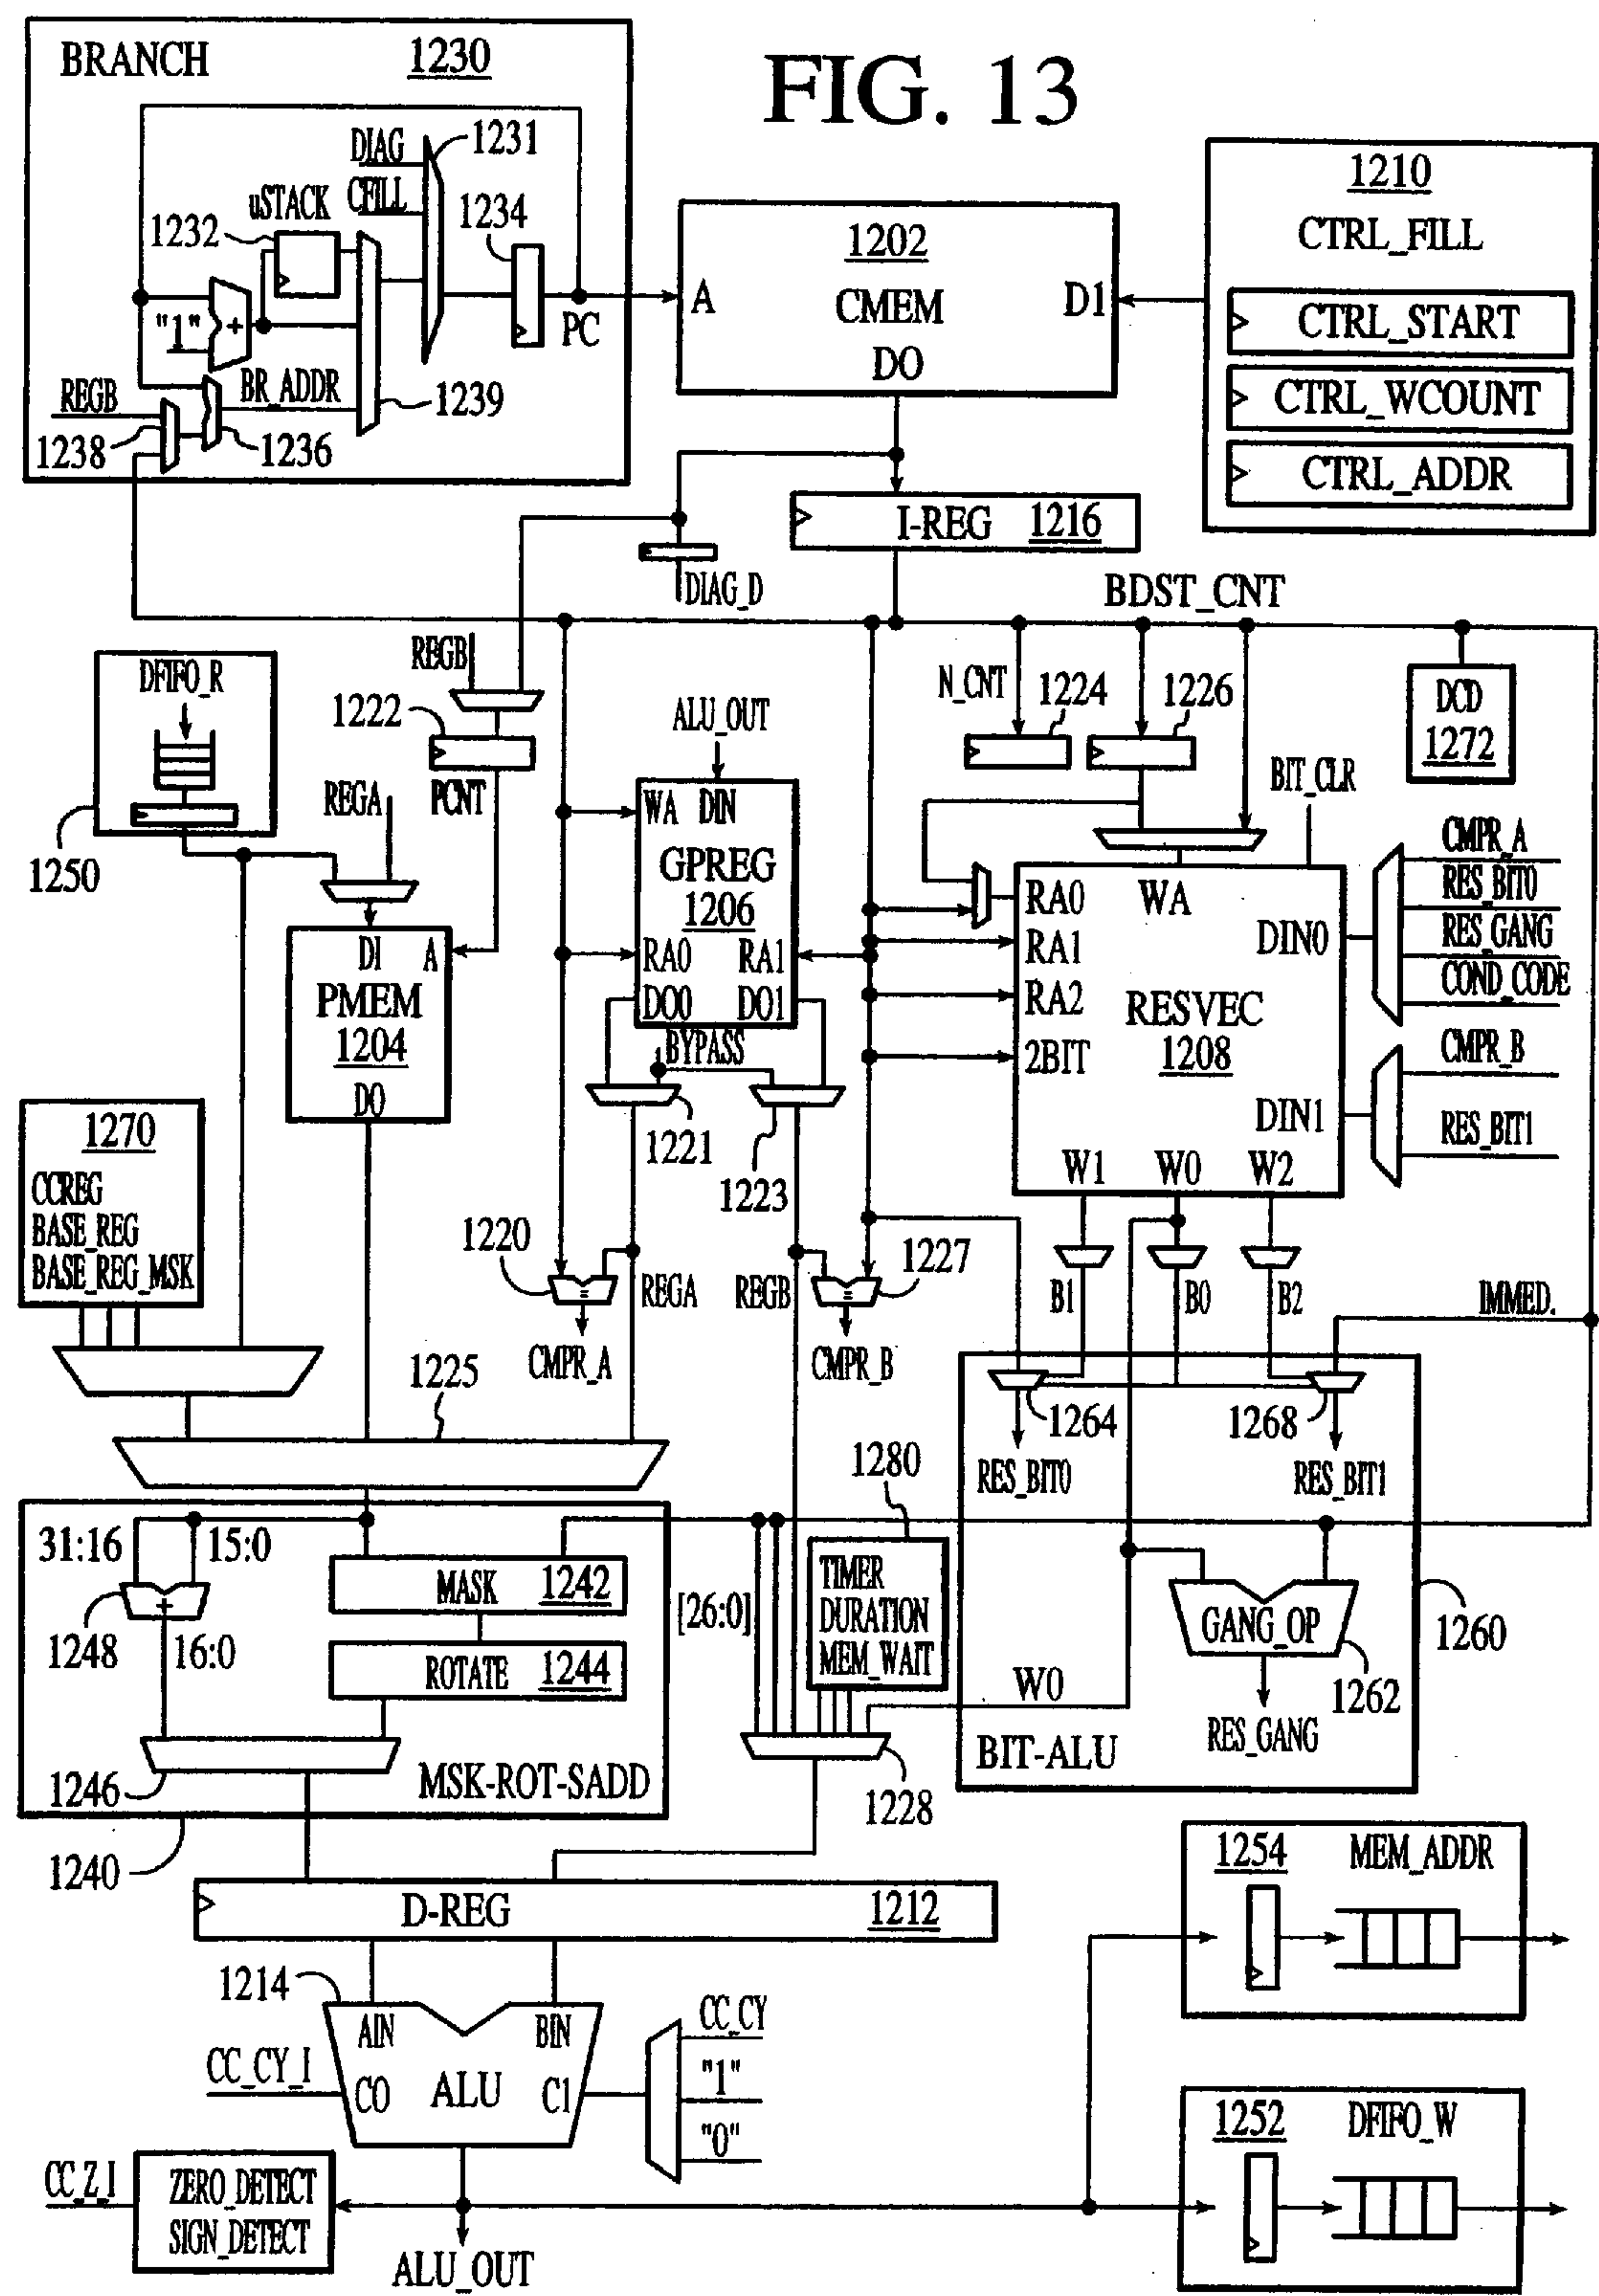 FIG. 13
BRANCH
1230
DIAG
CFILL
1231
uSTACK
1232
1234
"1"
+
PC
REGB
BR_ADDR
1239
1238
1236
1202
CMEM
A
D1
DO
1210
CTRL_FILL
CTRL_START
CTRL_WCOUNT
CTRL_ADDR
I-REG 1216
DIAG_D
BDST_CNT
DFIFO_R
1250
REGB
1222
PCNT
REGA
ALU_OUT
N_CNT
1224
1226
DCD
1272
BIT_CLR
DI A
PMEM
1204
DO
WA DIN
GPREG
1206
RA0 RA1
DO0 DO1
BYPASS
1221
1223
RA0 WA
RA1
RA2
2BIT
RESVEC
1208
DIN0
DIN1
W1 W0 W2
CMPR_A
RES_BIT0
RES_GANG
COND_CODE
CMPR_B
RES_BIT1
1270
CCREG
BASE_REG
BASE_REG_MSK
1220
=
CMPR_A
REGA
REGB
=
1227
CMPR_B
B1
B0
B2
IMMED.
1225
1264
1268
RES_BIT0
RES_BIT1
1280
TIMER
DURATION
MEM_WAIT
[26:0]
31:16
15:0
1248
+
16:0
MASK 1242
ROTATE 1244
1246
MSK-ROT-SADD
1240
W0
1228
GANG_OP
1262
1260
RES_GANG
BIT-ALU
D-REG 1212
1214
AIN BIN
CC_CY_I
C0 ALU C1
CC_CY
"1"
"0"
1254 MEM_ADDR
1252 DFIFO_W
CC_Z_I
ZERO_DETECT
SIGN_DETECT
ALU_OUT